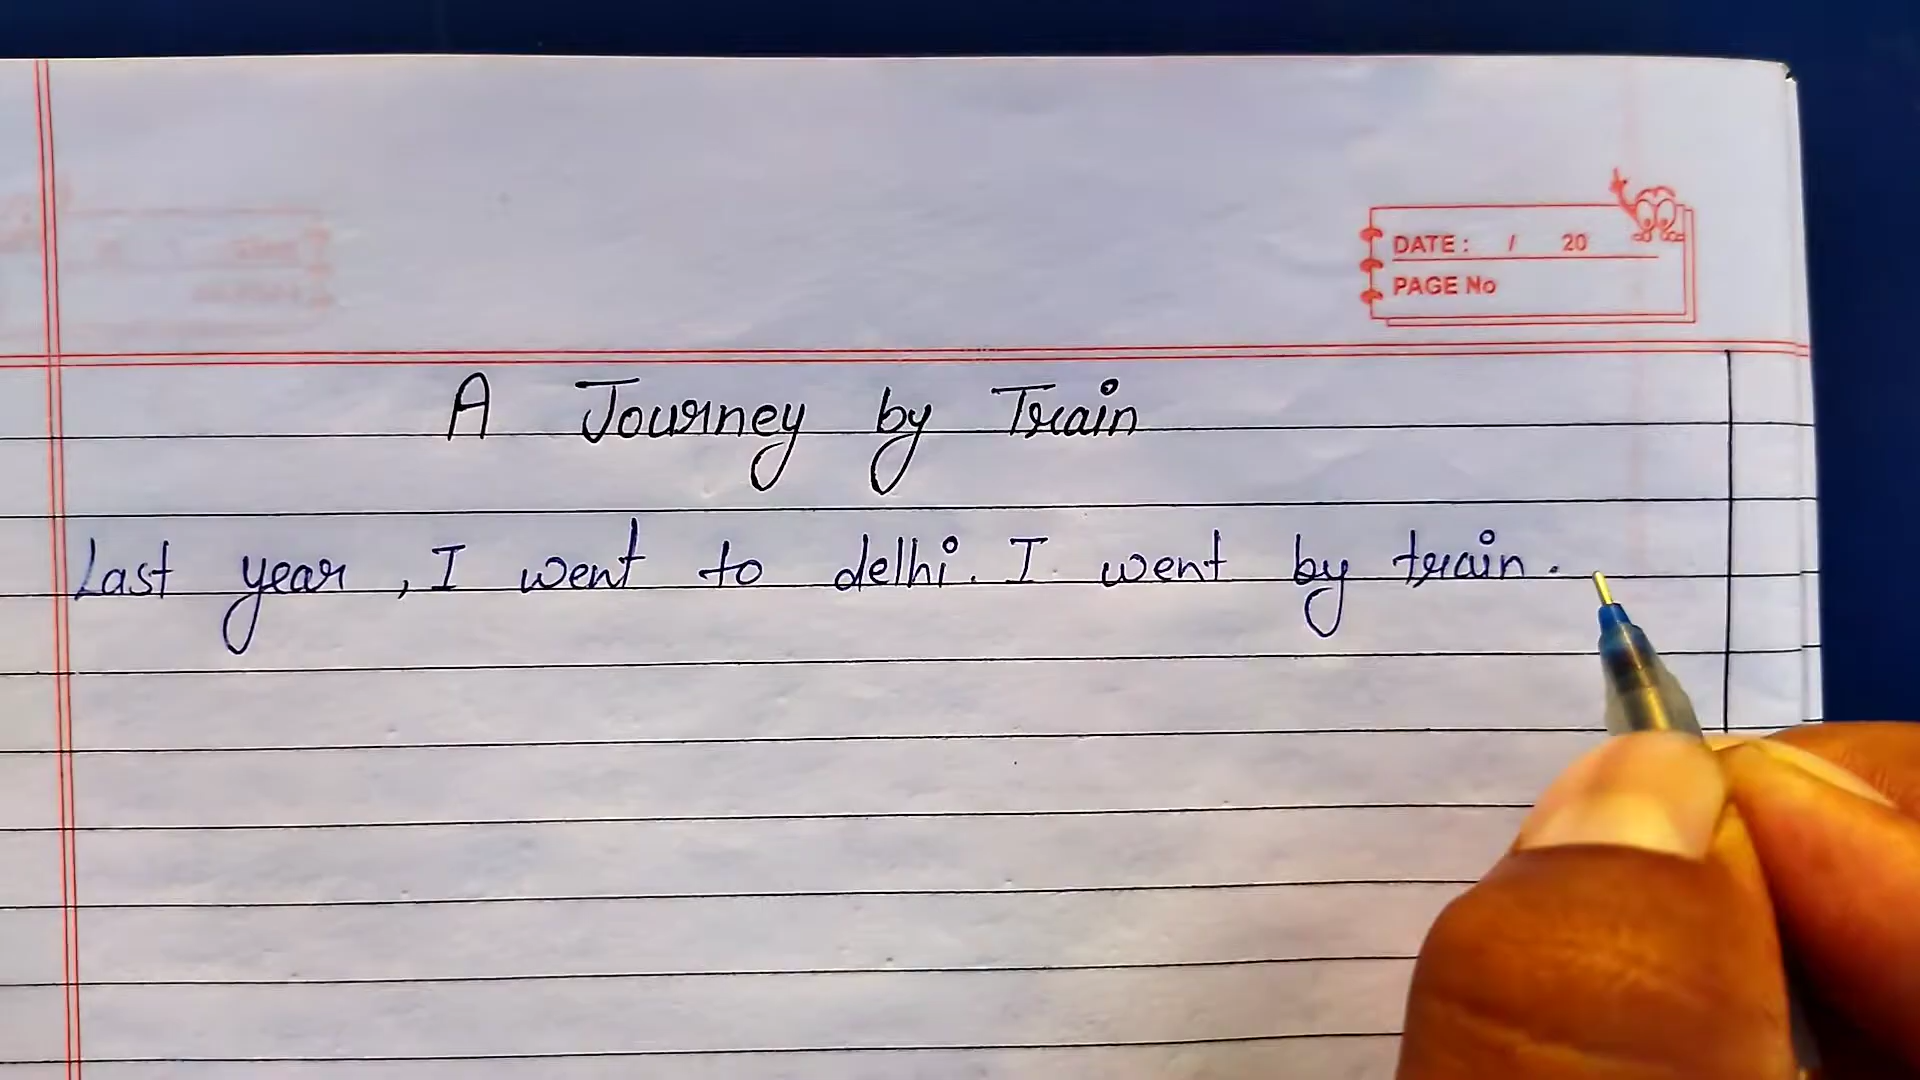 DATE : / 20
PAGE No
A Journey by Train
Last year, I went to delhi. I went by train.